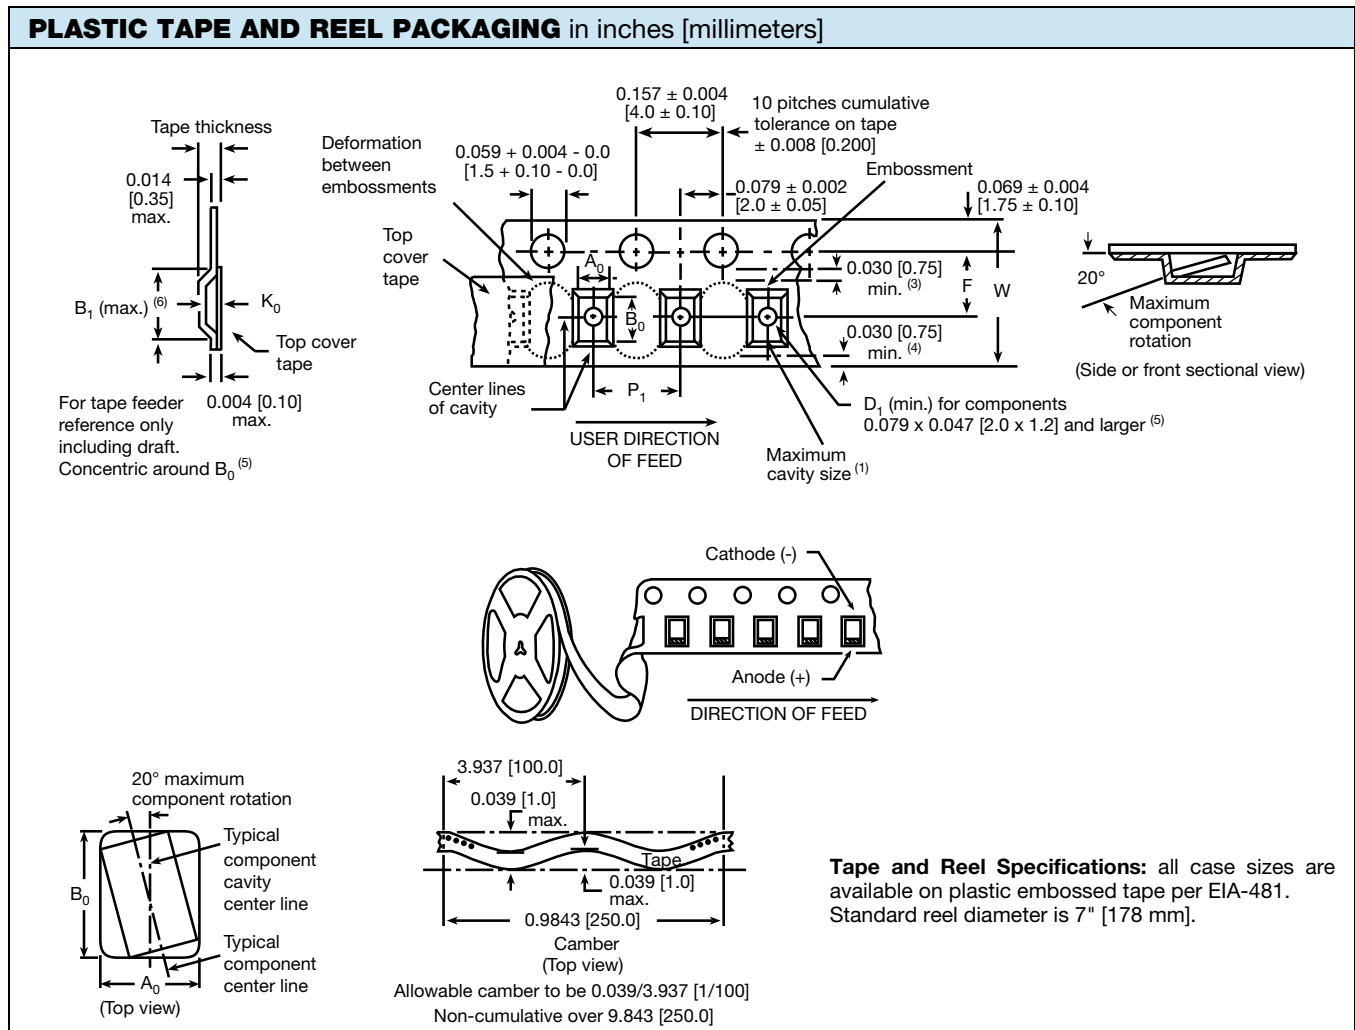 PLASTIC TAPE AND REEL PACKAGING in inches [millimeters]
Tape thickness
0.014
[0.35]
max.
B1 (max.) (6)
K0
Top cover
tape
For tape feeder
reference only
including draft.
Concentric around B0 (5)
0.004 [0.10]
max.
Deformation
between
embossments
Top
cover
tape
0.059 + 0.004 - 0.0
[1.5 + 0.10 - 0.0]
0.157 ± 0.004
[4.0 ± 0.10]
10 pitches cumulative
tolerance on tape
± 0.008 [0.200]
Embossment
0.079 ± 0.002
[2.0 ± 0.05]
0.069 ± 0.004
[1.75 ± 0.10]
A0
B0
0.030 [0.75]
min. (3)
F
W
0.030 [0.75]
min. (4)
Center lines
of cavity
P1
USER DIRECTION
OF FEED
D1 (min.) for components
0.079 x 0.047 [2.0 x 1.2] and larger (5)
Maximum
cavity size (1)
20°
Maximum
component
rotation
(Side or front sectional view)
Cathode (-)
Anode (+)
DIRECTION OF FEED
20° maximum
component rotation
Typical
component
cavity
center line
B0
Typical
component
center line
A0
(Top view)
3.937 [100.0]
0.039 [1.0]
max.
Tape
0.039 [1.0]
max.
0.9843 [250.0]
Camber
(Top view)
Allowable camber to be 0.039/3.937 [1/100]
Non-cumulative over 9.843 [250.0]
Tape and Reel Specifications: all case sizes are
available on plastic embossed tape per EIA-481.
Standard reel diameter is 7" [178 mm].